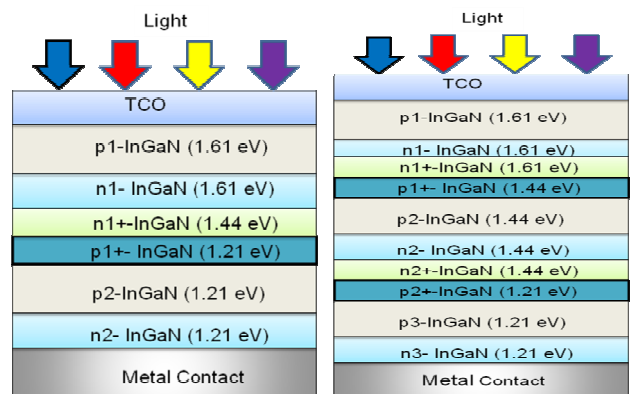 Light
TCO
p1-InGaN (1.61 eV)
n1- InGaN (1.61 eV)
n1+-InGaN (1.44 eV)
p1+- InGaN (1.21 eV)
p2-InGaN (1.21 eV)
n2- InGaN (1.21 eV)
Metal Contact
Light
TCO
p1-InGaN (1.61 eV)
n1- InGaN (1.61 eV)
n1+-InGaN (1.61 eV)
p1+- InGaN (1.44 eV)
p2-InGaN (1.44 eV)
n2- InGaN (1.44 eV)
n2+-InGaN (1.44 eV)
p2+-InGaN (1.21 eV)
p3-InGaN (1.21 eV)
n3- InGaN (1.21 eV)
Metal Contact